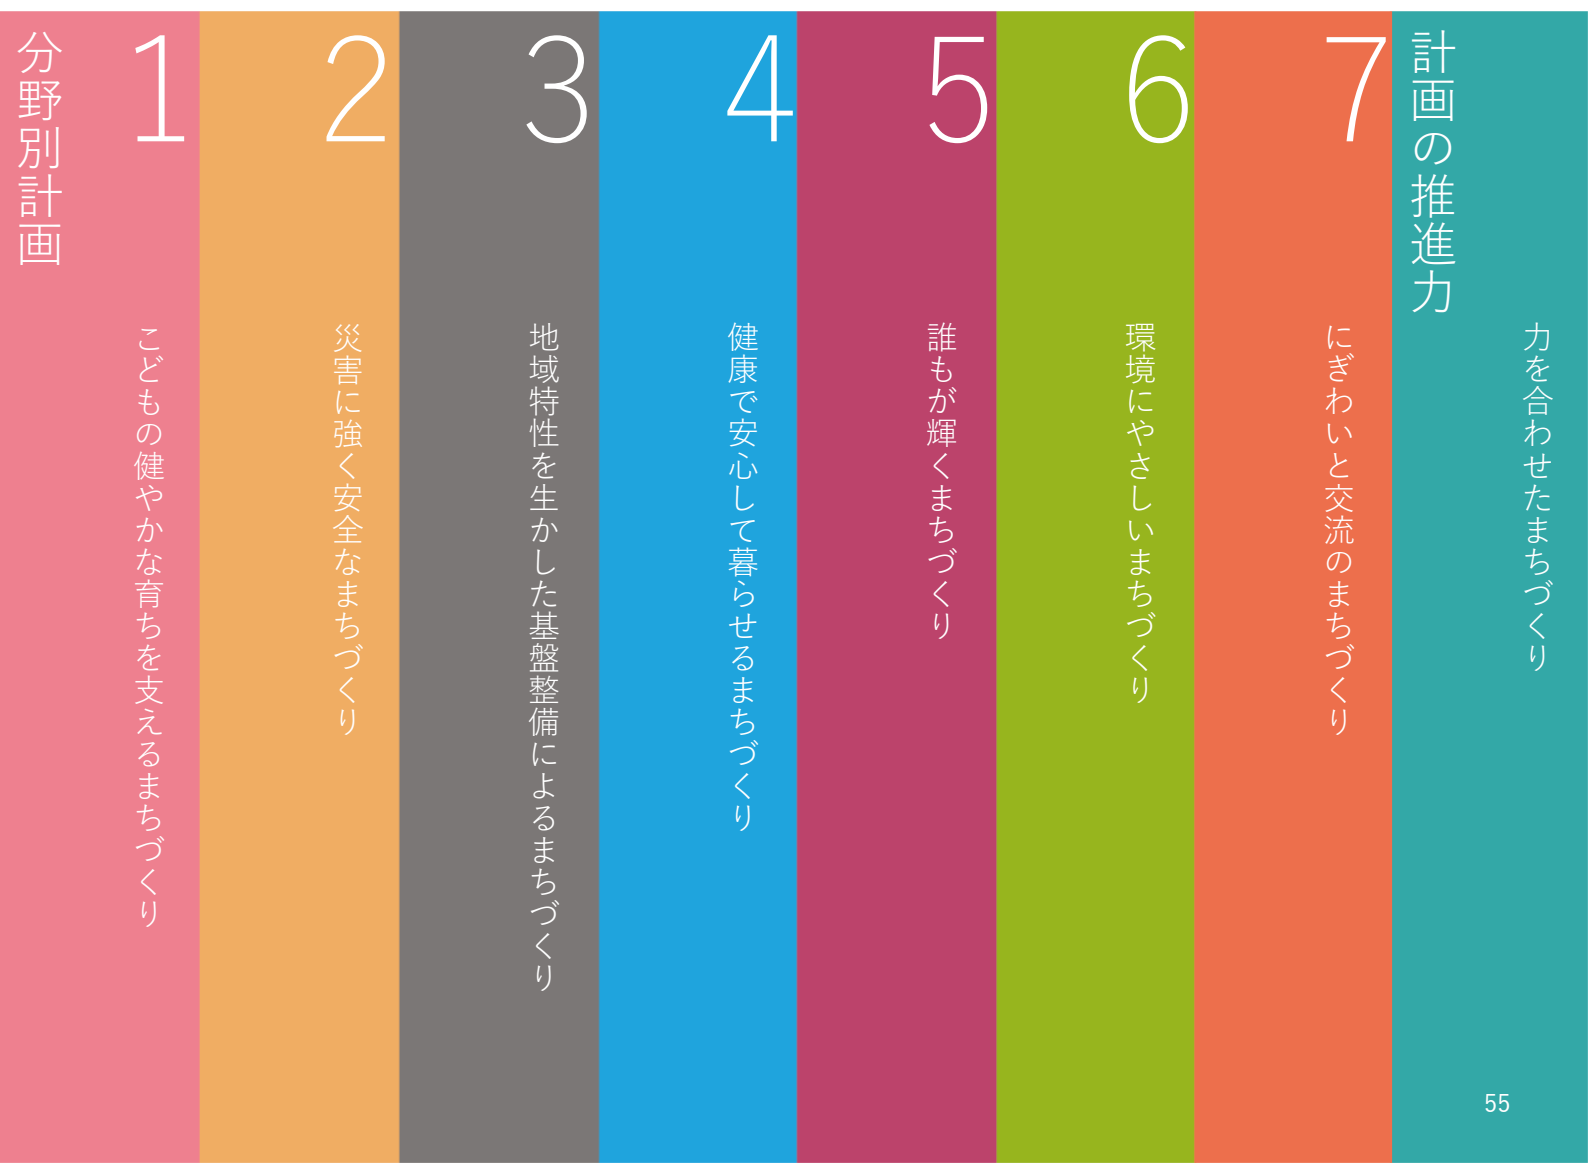 分野別計画
1
こどもの健やかな育ちを支えるまちづくり
2
災害に強く安全なまちづくり
3
地域特性を生かした基盤整備によるまちづくり
4
健康で安心して暮らせるまちづくり
5
誰もが輝くまちづくり
6
環境にやさしいまちづくり
7
にぎわいと交流のまちづくり
計画の推進力
力を合わせたまちづくり
55